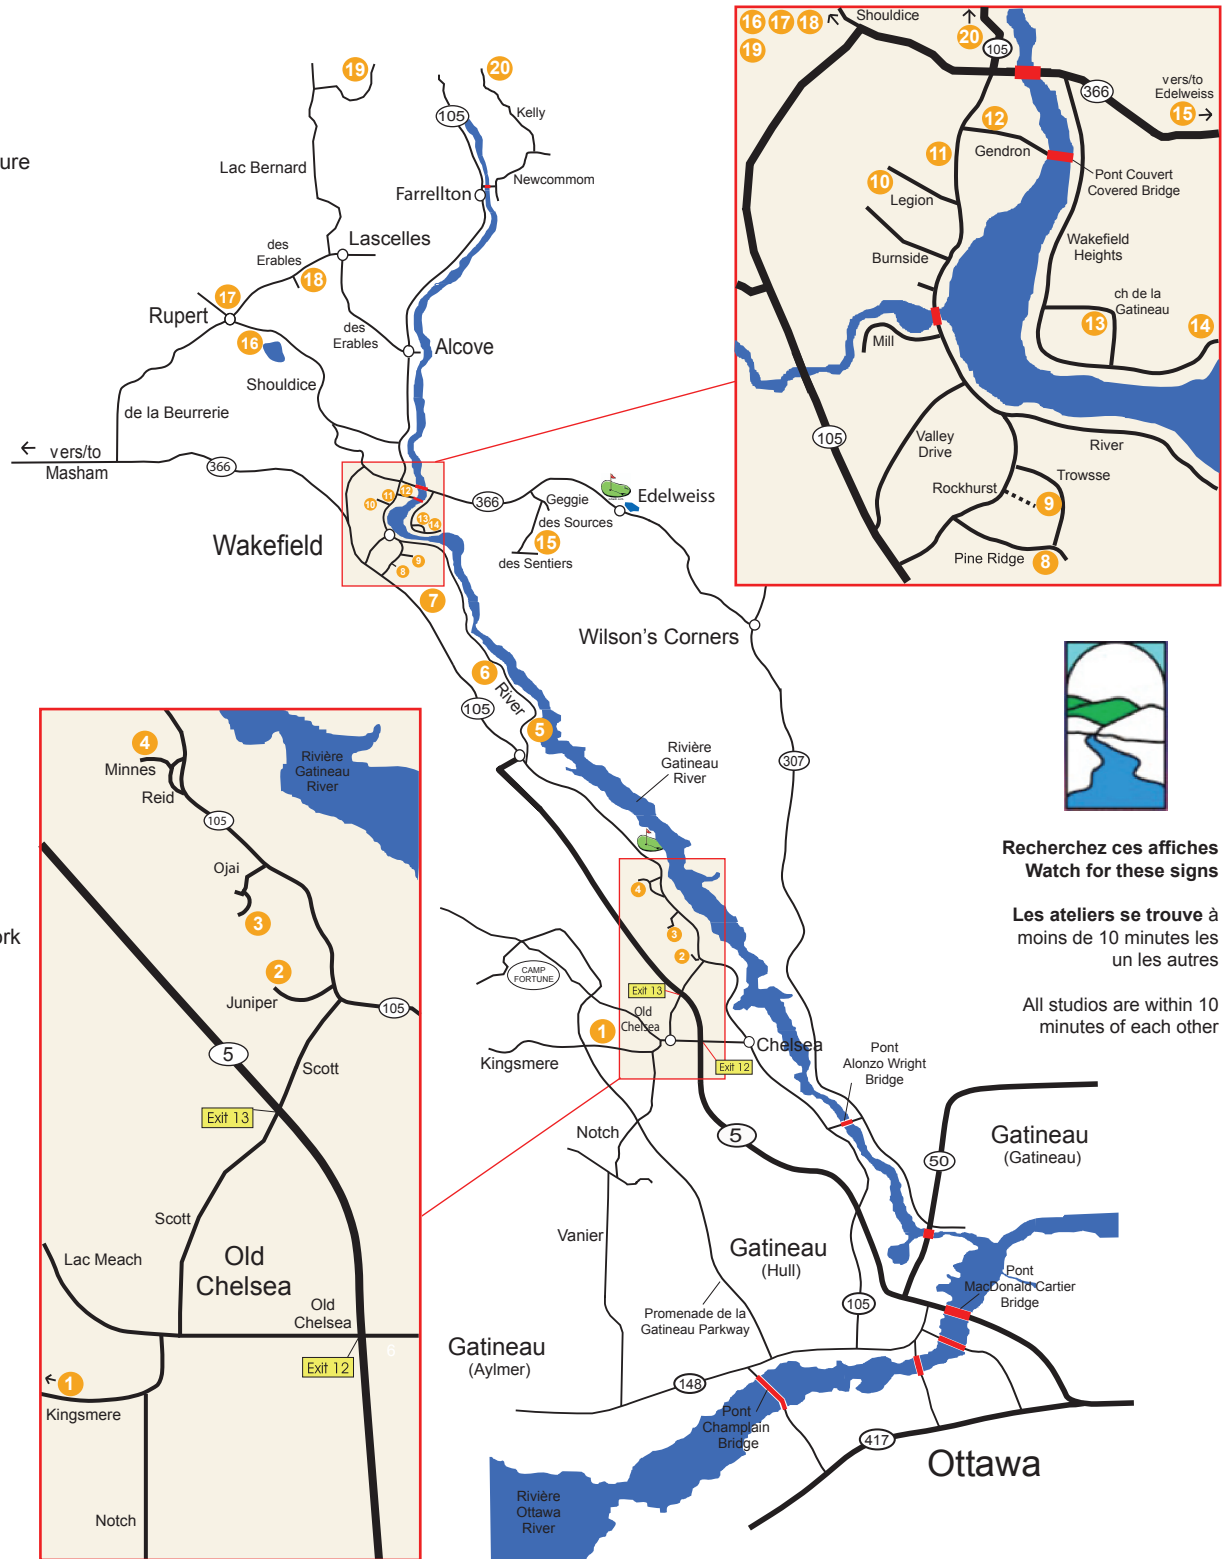 ure
ork
19
20
105
Kelly
Lac Bernard
Newcommom
Farrellton
des
Erables
Lascelles
18
17
Rupert
16
des
Erables
Alcove
Shouldice
de la Beurrerie
← vers/to
Masham
366
12
11
10
13
14
9
8
366
Geggie
Edelweiss
des Sources
15
des Sentiers
Wakefield
7
Wilson's Corners
6
River
105
5
Rivière
Gatineau
River
307
4
3
2
CAMP
FORTUNE
Exit 13
Old
Chelsea
1
Kingsmere
Chelsea
Exit 12
Pont
Alonzo Wright
Bridge
Notch
5
50
Gatineau
(Gatineau)
Vanier
Gatineau
(Hull)
Promenade de la
Gatineau Parkway
105
Pont
MacDonald Cartier
Bridge
Gatineau
(Aylmer)
148
Pont
Champlain
Bridge
417
Ottawa
Rivière
Ottawa
River
16 17 18
19
Shouldice
20
105
366
vers/to
Edelweiss
15 →
12
Gendron
11
10
Legion
Pont Couvert
Covered Bridge
Burnside
Wakefield
Heights
ch de la
Gatineau
13
14
Mill
105
Valley
Drive
River
Trowsse
Rockhurst
9
Pine Ridge
8
4
Minnes
Reid
Rivière
Gatineau
River
105
Ojai
3
2
Juniper
105
5
Scott
Exit 13
Scott
Lac Meach
Old
Chelsea
Old
Chelsea
6
Exit 12
← 1
Kingsmere
Notch
Recherchez ces affiches
Watch for these signs
Les ateliers se trouve à
moins de 10 minutes les
un les autres
All studios are within 10
minutes of each other